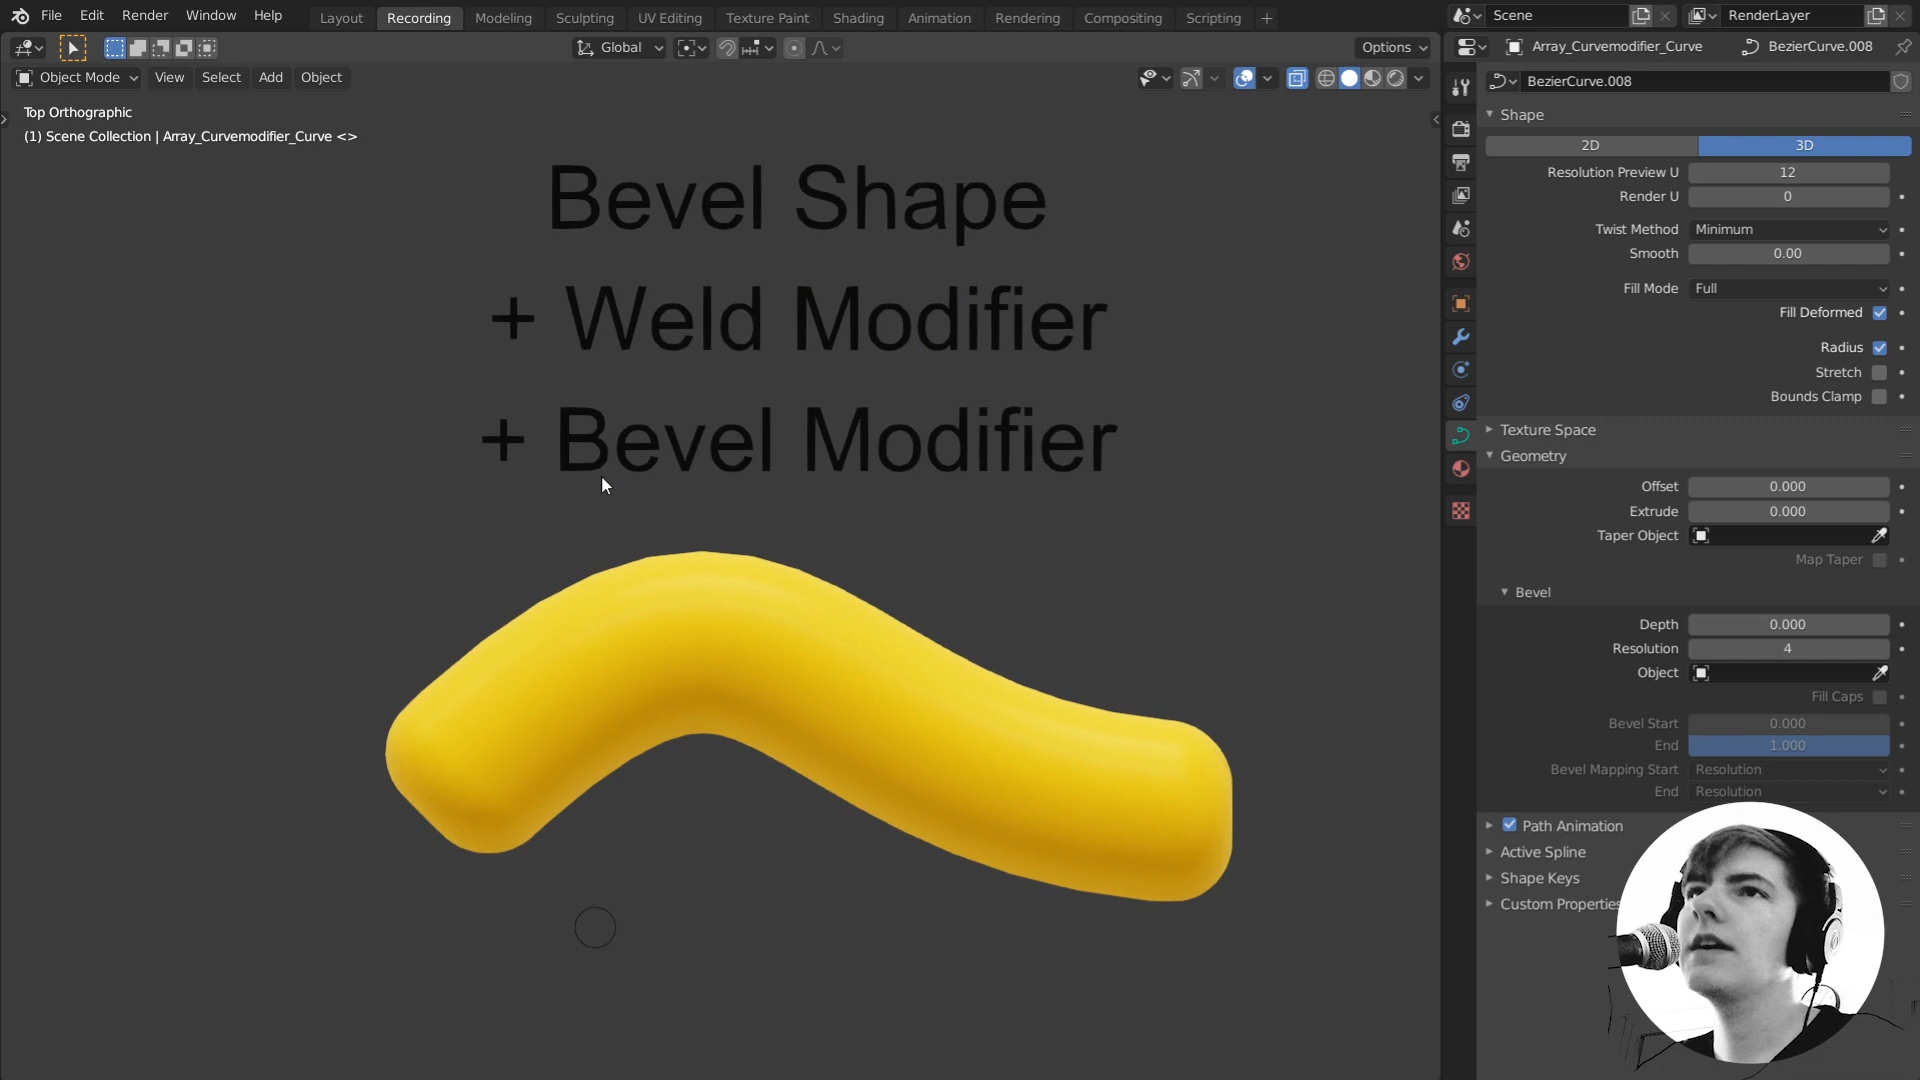 File Edit Render Window Help Layout Recording Modeling Sculpting UV Editing Texture Paint Shading Animation Rendering Compositing Scripting + Scene RenderLayer
Global Options Array_Curvemodifier_Curve BezierCurve.008
Object Mode View Select Add Object BezierCurve.008
Top Orthographic
(1) Scene Collection | Array_Curvemodifier_Curve <>
Bevel Shape
+ Weld Modifier
+ Bevel Modifier
Shape
2D 3D
Resolution Preview U 12
Render U 0
Twist Method Minimum
Smooth 0.00
Fill Mode Full
Fill Deformed
Radius
Stretch
Bounds Clamp
Texture Space
Geometry
Offset 0.000
Extrude 0.000
Taper Object
Map Taper
Bevel
Depth 0.000
Resolution 4
Object
Fill Caps
Bevel Start 0.000
End 1.000
Bevel Mapping Start Resolution
End Resolution
Path Animation
Active Spline
Shape Keys
Custom Properties